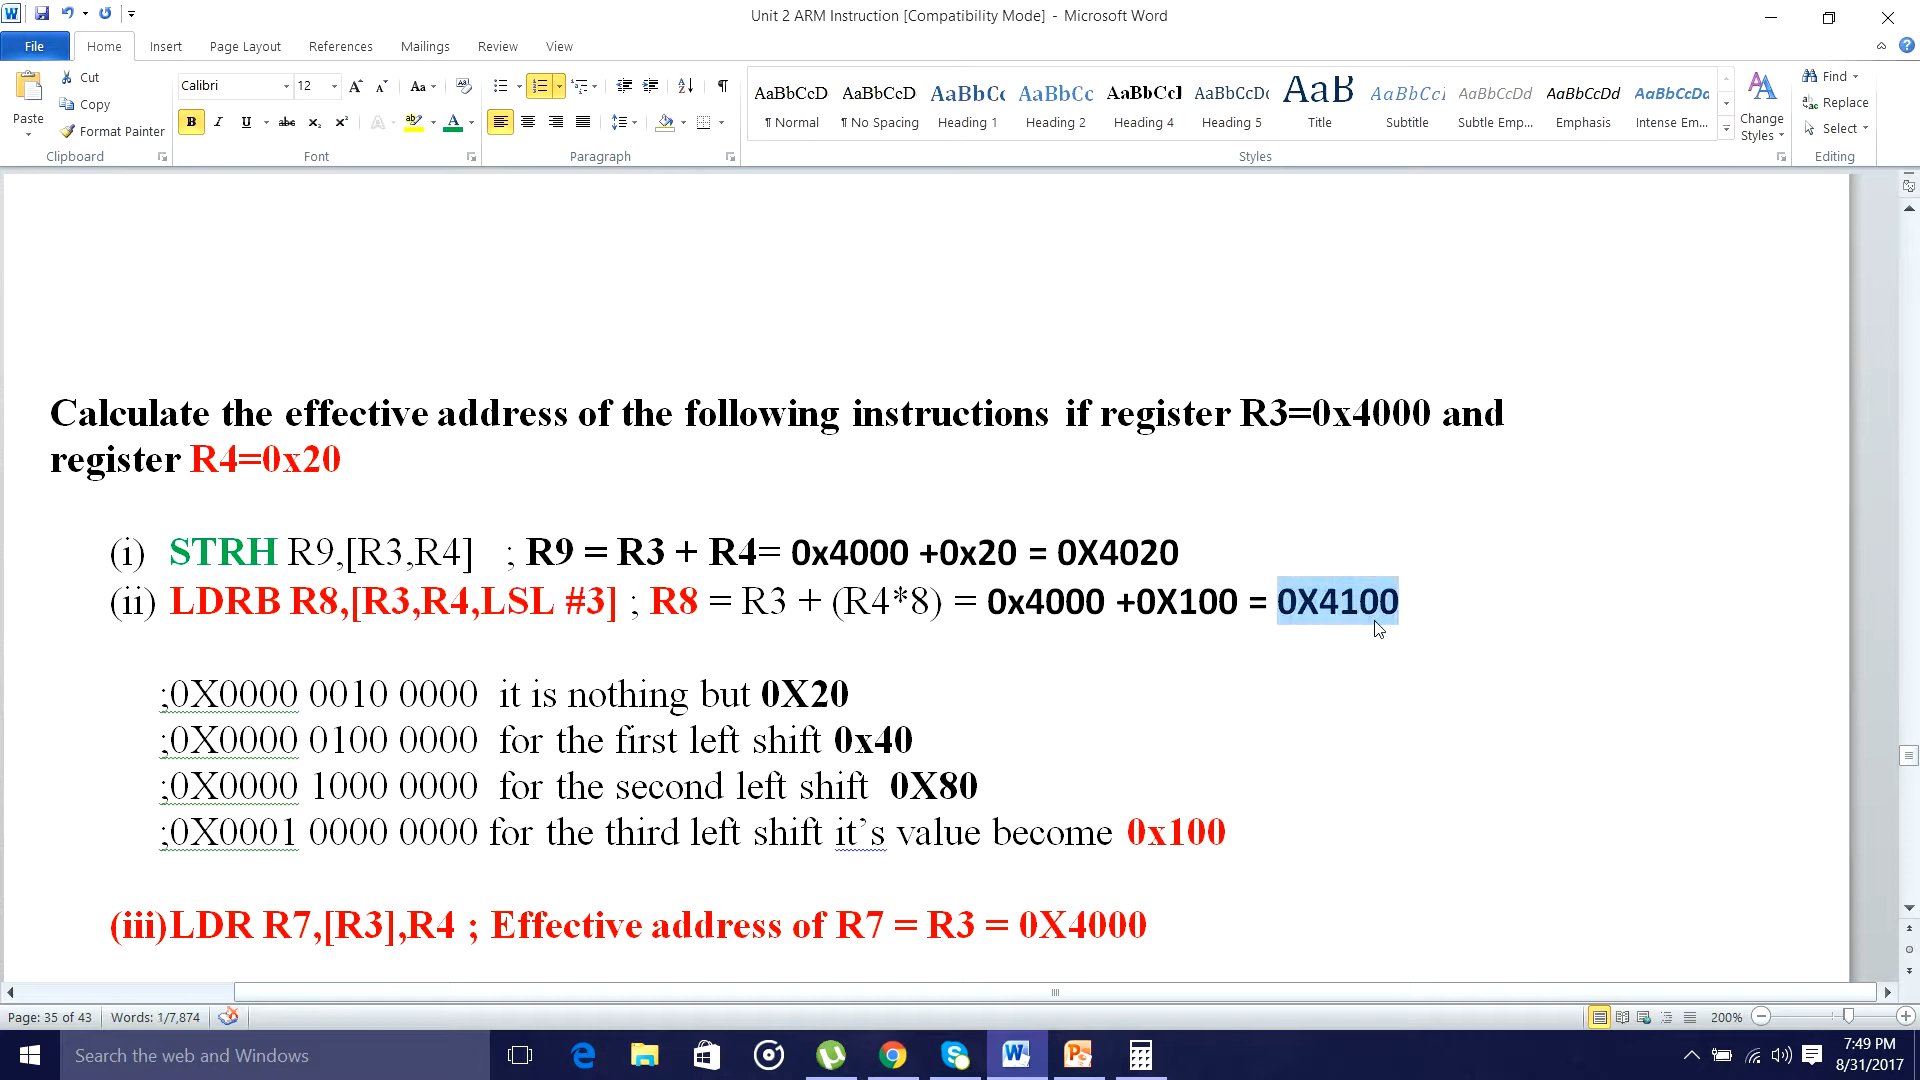 Unit 2 ARM Instruction [Compatibility Mode] - Microsoft Word
File Home Insert Page Layout References Mailings Review View
Paste
Cut
Copy
Format Painter
Clipboard
Calibri 12
Font
Paragraph
AaBbCcD AaBbCcD AaBbCc AaBbCc AaBbCcI AaBbCcDc AaB AaBbCcI AaBbCcDd AaBbCcDd AaBbCcDc
¶ Normal ¶ No Spacing Heading 1 Heading 2 Heading 4 Heading 5 Title Subtitle Subtle Emp... Emphasis Intense Em...
Styles
Change Styles
Find
Replace
Select
Editing
Calculate the effective address of the following instructions if register R3=0x4000 and
register R4=0x20
(i) STRH R9,[R3,R4] ; R9 = R3 + R4= 0x4000 +0x20 = 0X4020
(ii) LDRB R8,[R3,R4,LSL #3] ; R8 = R3 + (R4*8) = 0x4000 +0X100 = 0X4100
;0X0000 0010 0000 it is nothing but 0X20
;0X0000 0100 0000 for the first left shift 0x40
;0X0000 1000 0000 for the second left shift 0X80
;0X0001 0000 0000 for the third left shift it’s value become 0x100
(iii)LDR R7,[R3],R4 ; Effective address of R7 = R3 = 0X4000
Page: 35 of 43 Words: 1/7,874 200%
Search the web and Windows
7:49 PM
8/31/2017